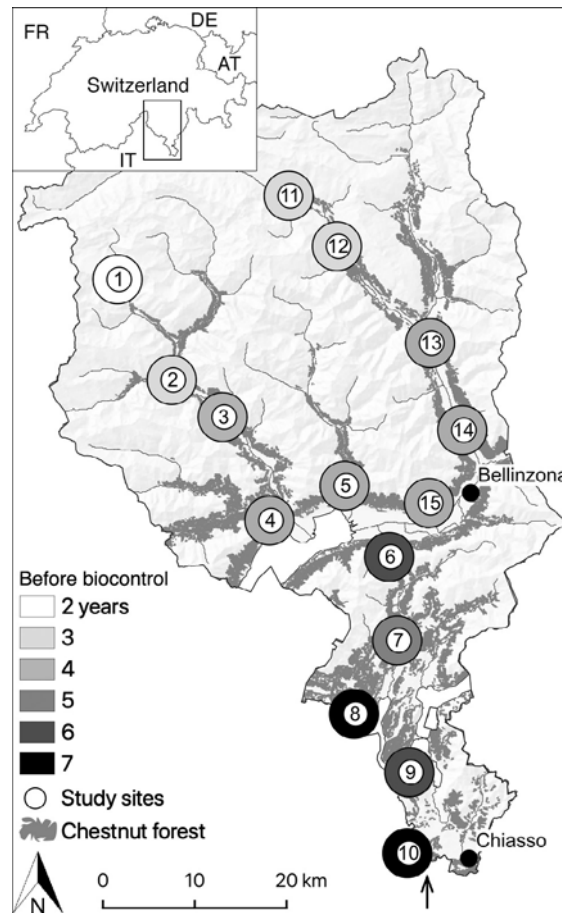 FR
DE
AT
Switzerland
IT
11
12
1
13
2
3
14
5
Bellinzona
15
4
6
Before biocontrol
2 years
3
4
5
6
7
Study sites
Chestnut forest
7
8
9
10
Chiasso
N
0 10 20 km